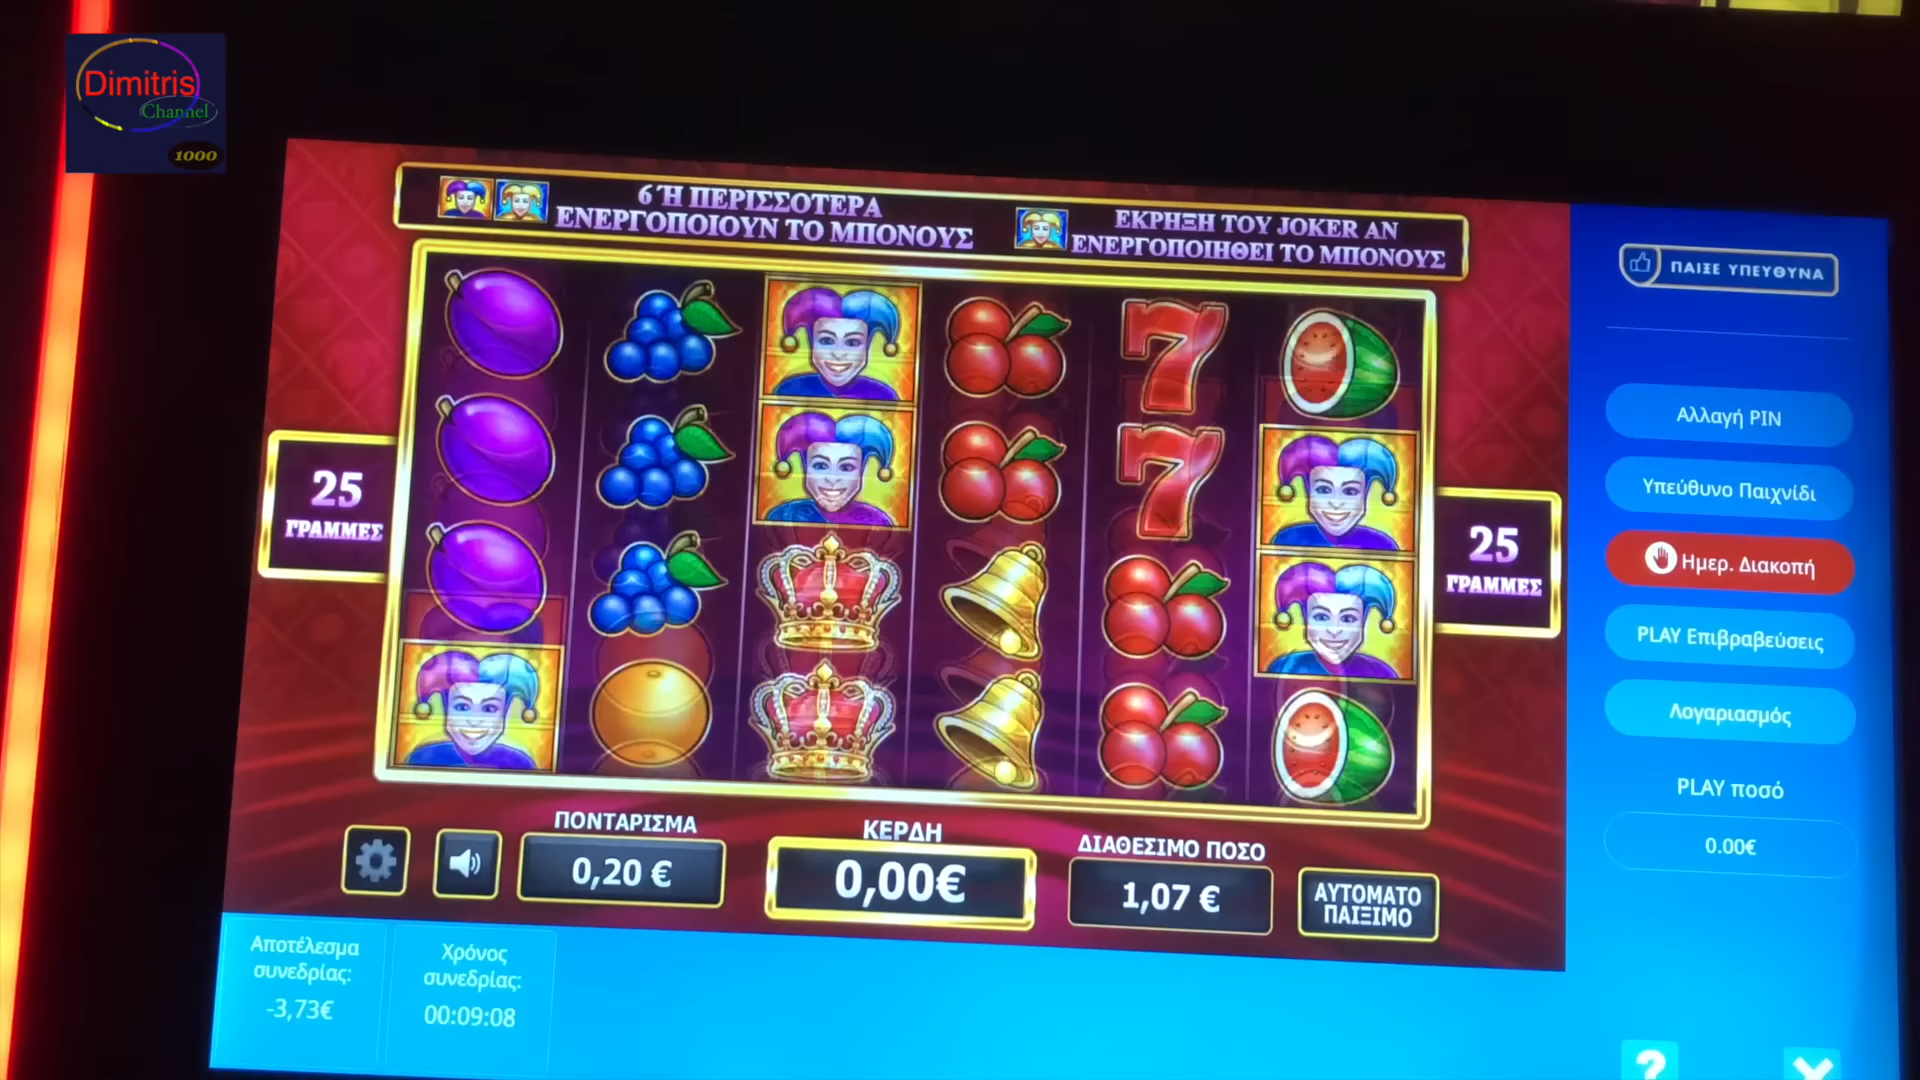 Dimitris
Channel
1000
6 Ή ΠΕΡΙΣΣΟΤΕΡΑ
ΕΝΕΡΓΟΠΟΙΟΥΝ ΤΟ ΜΠΟΝΟΥΣ
ΕΚΡΗΞΗ ΤΟΥ JOKER ΑΝ
ΕΝΕΡΓΟΠΟΙΗΘΕΙ ΤΟ ΜΠΟΝΟΥΣ
ΠΑΙΞΕ ΥΠΕΥΘΥΝΑ
Αλλαγή PIN
Υπεύθυνο Παιχνίδι
Ημερ. Διακοπή
PLAY Επιβραβεύσεις
Λογαριασμός
PLAY ποσό
0.00€
25
ΓΡΑΜΜΕΣ
7
7
25
ΓΡΑΜΜΕΣ
ΠΟΝΤΑΡΙΣΜΑ
0,20 €
ΚΕΡΔΗ
0,00€
ΔΙΑΘΕΣΙΜΟ ΠΟΣΟ
1,07 €
ΑΥΤΟΜΑΤΟ
ΠΑΙΞΙΜΟ
Αποτέλεσμα
συνεδρίας:
-3,73€
Χρόνος
συνεδρίας:
00:09:08
?